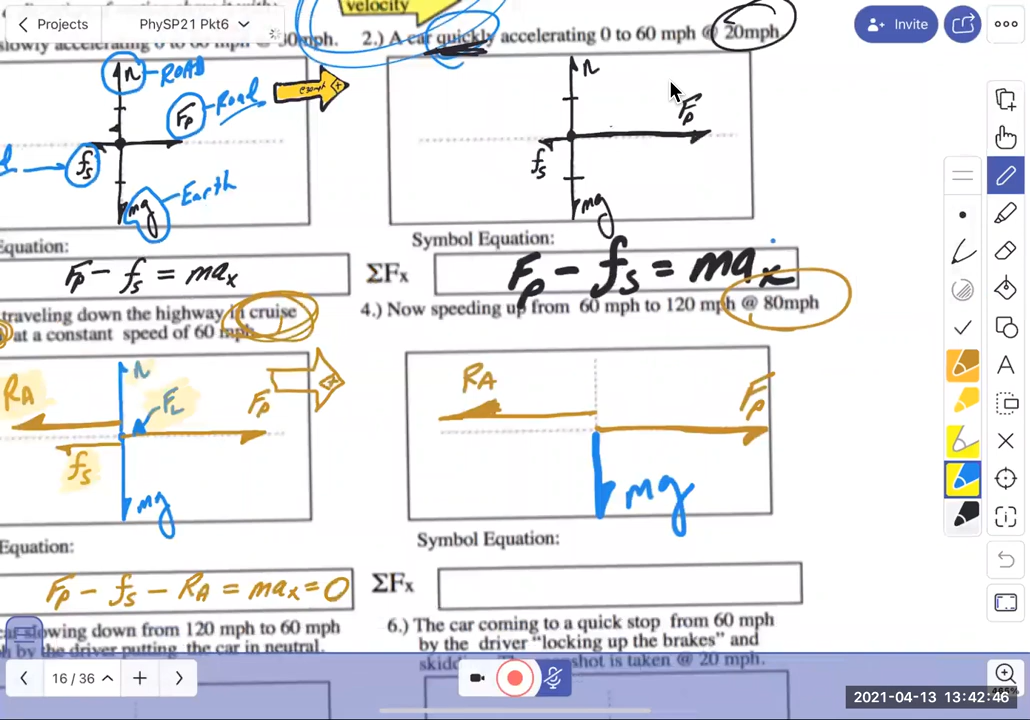 Projects
PhySP21 Pkt6
Invite
velocity
slowly accelerating 0 to 60 mph @ 30mph.
2.) A car quickly accelerating 0 to 60 mph @ 20mph
n
ROAD
Fp
Road
@30mph
+
fs
mg
Earth
n
Fp
fs
mg
Equation:
Fp - fs = max
Symbol Equation:
ΣFx
Fp - fs = max
traveling down the highway in cruise
at a constant speed of 60 mph
4.) Now speeding up from 60 mph to 120 mph @ 80mph
RA
n
FL
Fp
+
fs
mg
RA
Fp
mg
Equation:
Fp - fs - RA = max = 0
Symbol Equation:
ΣFx
car slowing down from 120 mph to 60 mph
by the driver putting the car in neutral.
6.) The car coming to a quick stop from 60 mph
by the driver "locking up the brakes" and
shot is taken @ 20 mph.
16 / 36
2021-04-13 13:42:46